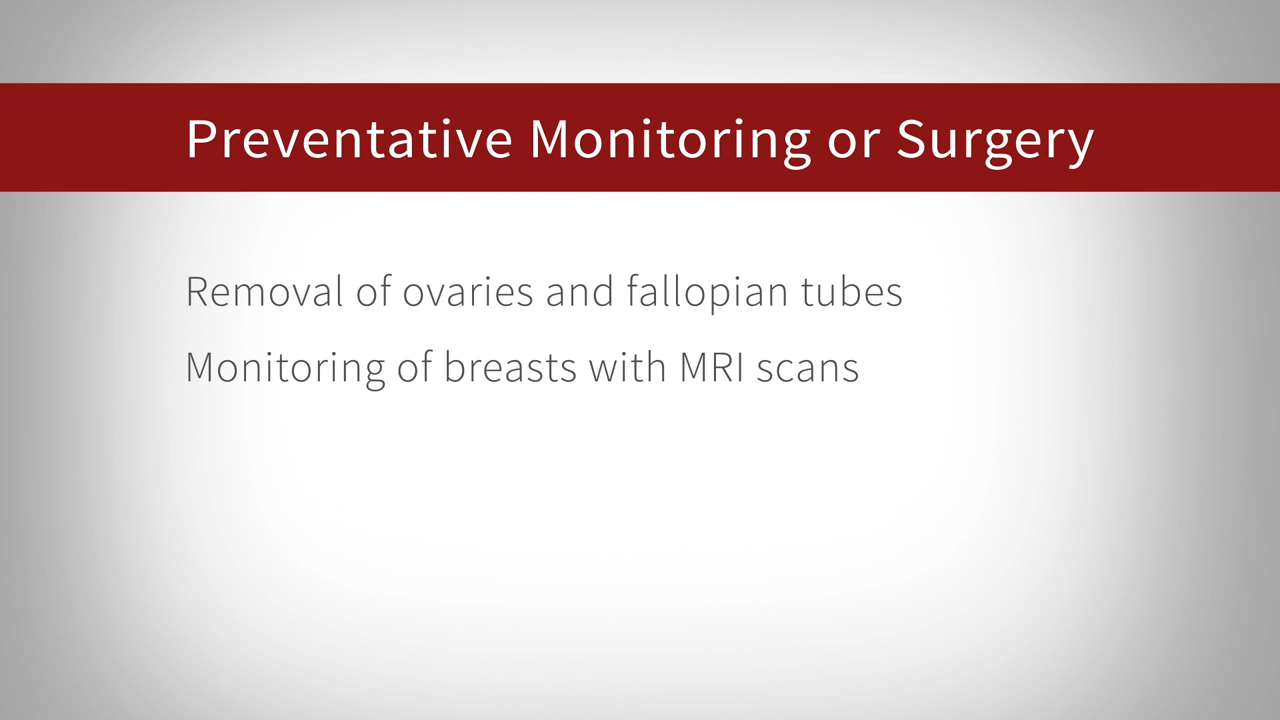 Preventative Monitoring or Surgery
Removal of ovaries and fallopian tubes
Monitoring of breasts with MRI scans